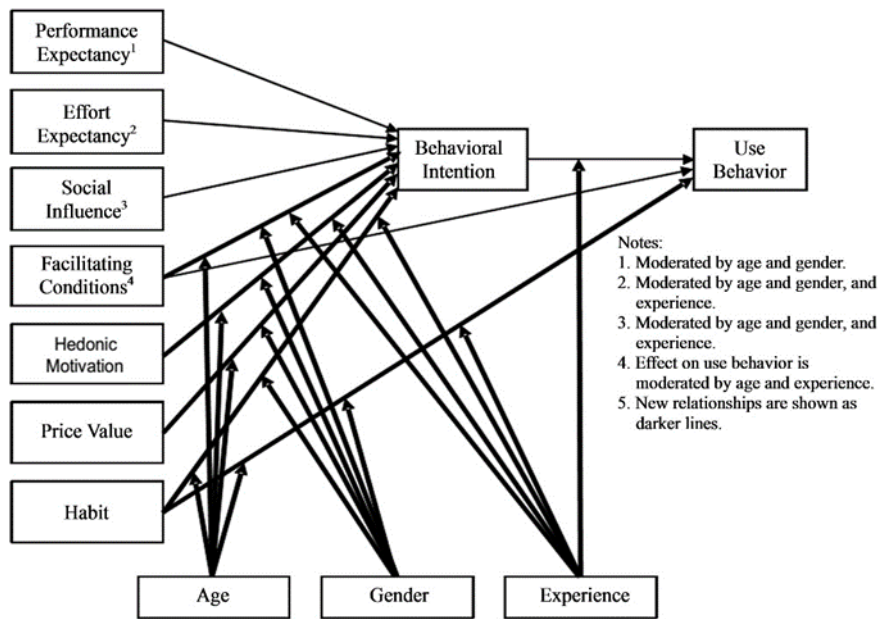 Performance
Expectancy1
Effort
Expectancy2
Social
Influence3
Facilitating
Conditions4
Hedonic
Motivation
Price Value
Habit
Behavioral
Intention
Use
Behavior
Notes:
1. Moderated by age and gender.
2. Moderated by age and gender, and
experience.
3. Moderated by age and gender, and
experience.
4. Effect on use behavior is
moderated by age and experience.
5. New relationships are shown as
darker lines.
Age
Gender
Experience